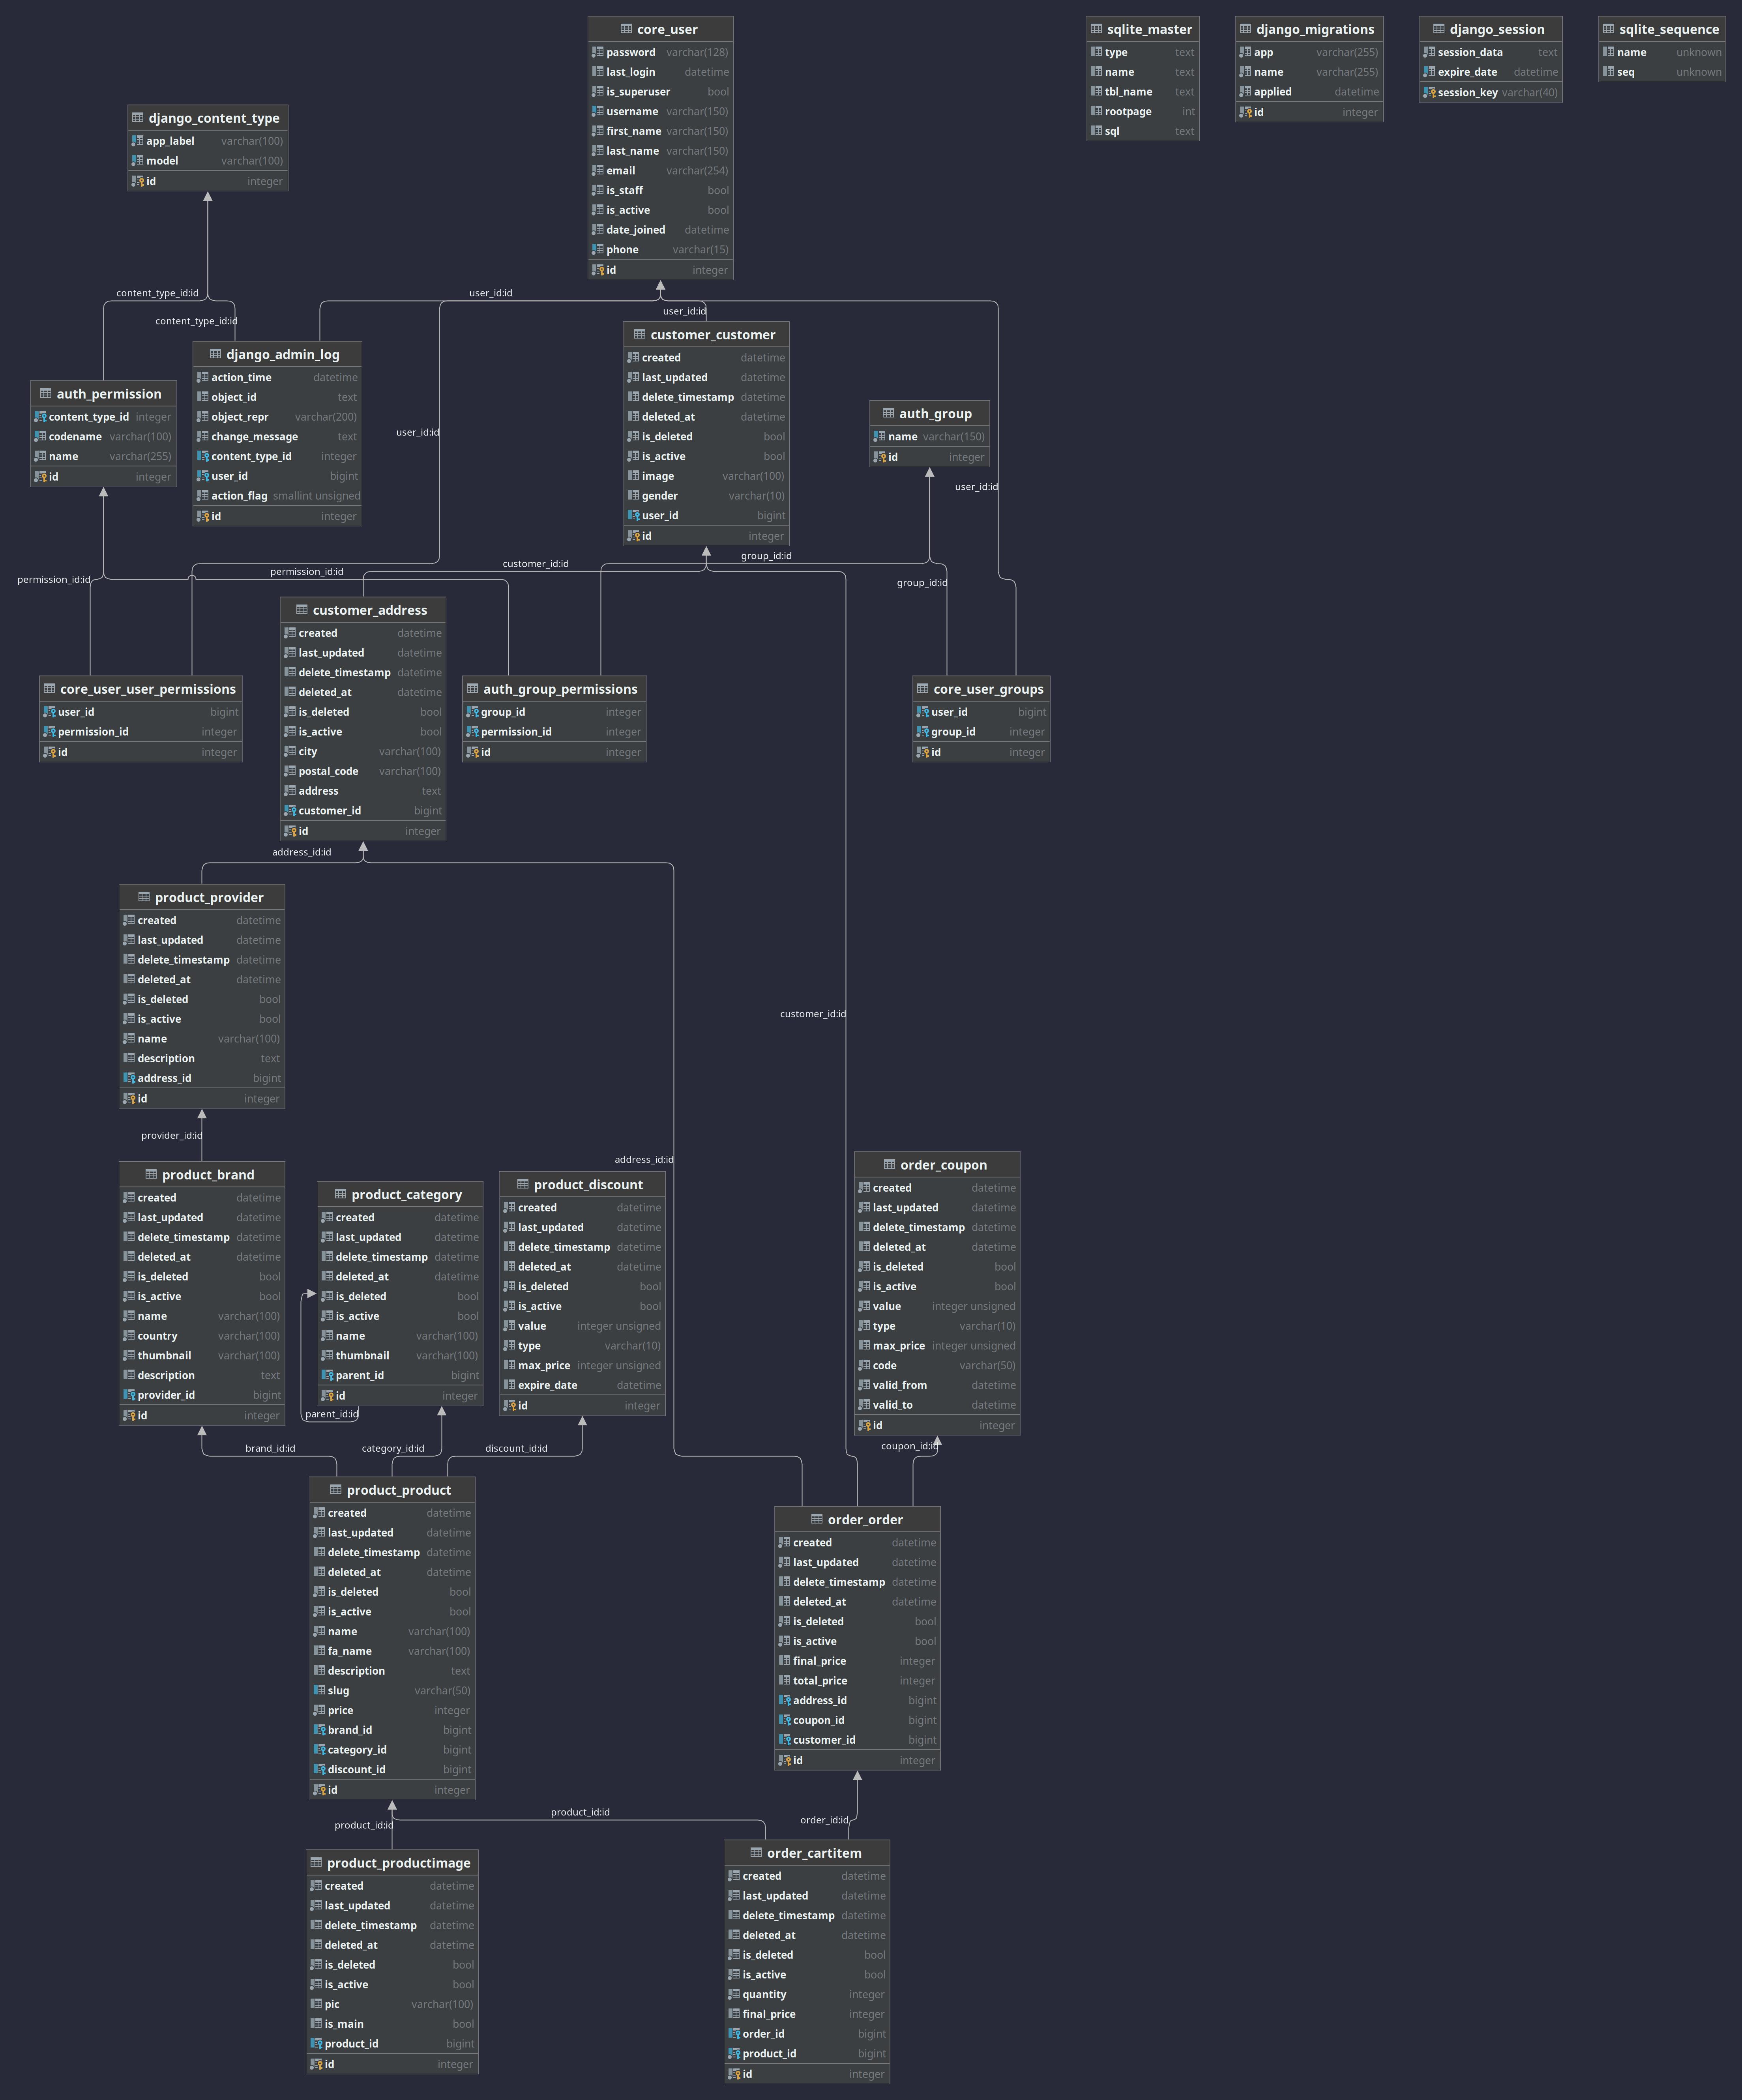 core_user
password varchar(128)
last_login datetime
is_superuser bool
username varchar(150)
first_name varchar(150)
last_name varchar(150)
email varchar(254)
is_staff bool
is_active bool
date_joined datetime
phone varchar(15)
id integer
sqlite_master
type text
name text
tbl_name text
rootpage int
sql text
django_migrations
app varchar(255)
name varchar(255)
applied datetime
id integer
django_session
session_data text
expire_date datetime
session_key varchar(40)
sqlite_sequence
name unknown
seq unknown
django_content_type
app_label varchar(100)
model varchar(100)
id integer
content_type_id:id
content_type_id:id
user_id:id
user_id:id
user_id:id
user_id:id
django_admin_log
action_time datetime
object_id text
object_repr varchar(200)
change_message text
content_type_id integer
user_id bigint
action_flag smallint unsigned
id integer
customer_customer
created datetime
last_updated datetime
delete_timestamp datetime
deleted_at datetime
is_deleted bool
is_active bool
image varchar(100)
gender varchar(10)
user_id bigint
id integer
auth_permission
content_type_id integer
codename varchar(100)
name varchar(255)
id integer
auth_group
name varchar(150)
id integer
permission_id:id
permission_id:id
customer_id:id
group_id:id
group_id:id
customer_address
created datetime
last_updated datetime
delete_timestamp datetime
deleted_at datetime
is_deleted bool
is_active bool
city varchar(100)
postal_code varchar(100)
address text
customer_id bigint
id integer
core_user_user_permissions
user_id bigint
permission_id integer
id integer
auth_group_permissions
group_id integer
permission_id integer
id integer
core_user_groups
user_id bigint
group_id integer
id integer
address_id:id
product_provider
created datetime
last_updated datetime
delete_timestamp datetime
deleted_at datetime
is_deleted bool
is_active bool
name varchar(100)
description text
address_id bigint
id integer
customer_id:id
provider_id:id
address_id:id
product_brand
created datetime
last_updated datetime
delete_timestamp datetime
deleted_at datetime
is_deleted bool
is_active bool
name varchar(100)
country varchar(100)
thumbnail varchar(100)
description text
provider_id bigint
id integer
product_category
created datetime
last_updated datetime
delete_timestamp datetime
deleted_at datetime
is_deleted bool
is_active bool
name varchar(100)
thumbnail varchar(100)
parent_id bigint
id integer
parent_id:id
product_discount
created datetime
last_updated datetime
delete_timestamp datetime
deleted_at datetime
is_deleted bool
is_active bool
value integer unsigned
type varchar(10)
max_price integer unsigned
expire_date datetime
id integer
order_coupon
created datetime
last_updated datetime
delete_timestamp datetime
deleted_at datetime
is_deleted bool
is_active bool
value integer unsigned
type varchar(10)
max_price integer unsigned
code varchar(50)
valid_from datetime
valid_to datetime
id integer
brand_id:id
category_id:id
discount_id:id
coupon_id:id
product_product
created datetime
last_updated datetime
delete_timestamp datetime
deleted_at datetime
is_deleted bool
is_active bool
name varchar(100)
fa_name varchar(100)
description text
slug varchar(50)
price integer
brand_id bigint
category_id bigint
discount_id bigint
id integer
order_order
created datetime
last_updated datetime
delete_timestamp datetime
deleted_at datetime
is_deleted bool
is_active bool
final_price integer
total_price integer
address_id bigint
coupon_id bigint
customer_id bigint
id integer
product_id:id
product_id:id
order_id:id
product_productimage
created datetime
last_updated datetime
delete_timestamp datetime
deleted_at datetime
is_deleted bool
is_active bool
pic varchar(100)
is_main bool
product_id bigint
id integer
order_cartitem
created datetime
last_updated datetime
delete_timestamp datetime
deleted_at datetime
is_deleted bool
is_active bool
quantity integer
final_price integer
order_id bigint
product_id bigint
id integer